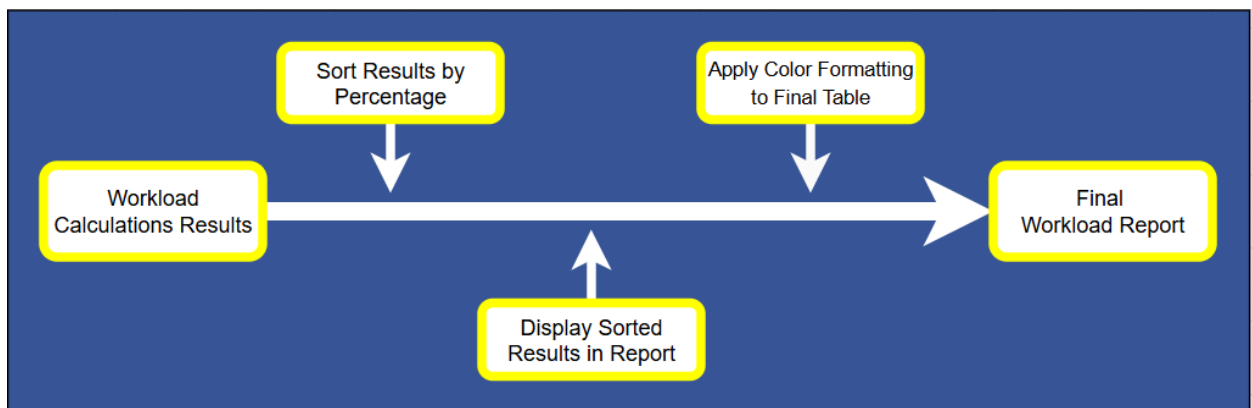 Sort Results by
Percentage
Apply Color Formatting
to Final Table
Workload
Calculations Results
Final
Workload Report
Display Sorted
Results in Report